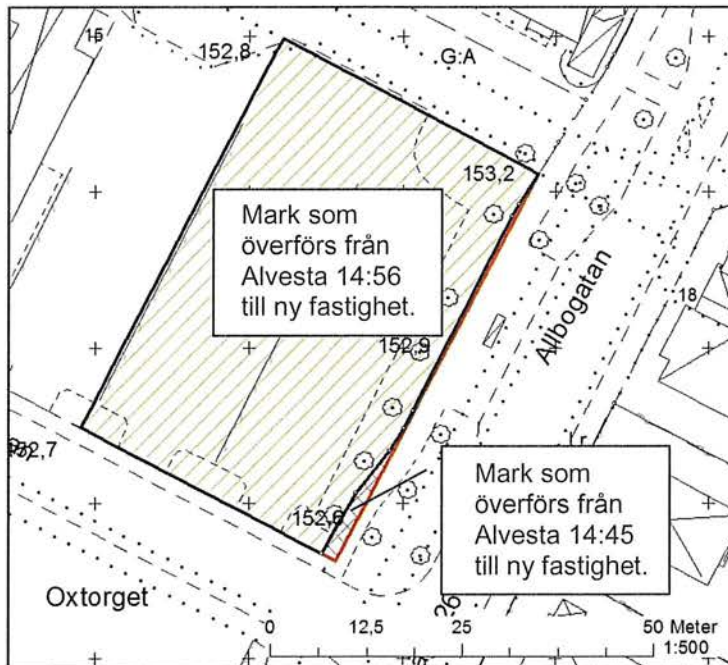 15
152,8
G:A
153,2
Mark som
överförs från
Alvesta 14:56
till ny fastighet.
152,9
Allbogatan
18
152,7
152,6
Mark som
överförs från
Alvesta 14:45
till ny fastighet.
Oxtorget
26
0 12,5 25 50 Meter
1:500